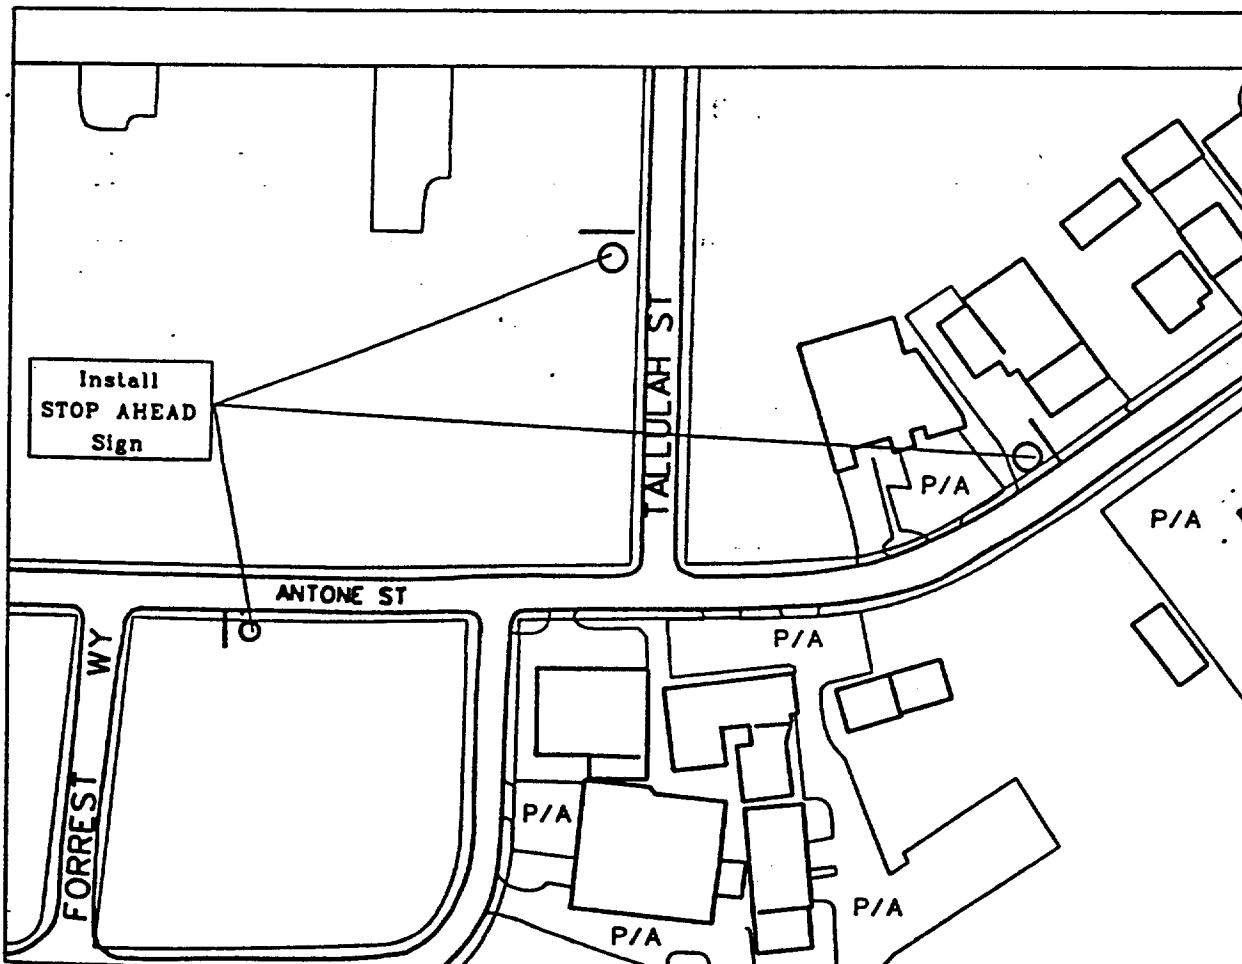 TALLULAH ST
Install
STOP AHEAD
Sign
P/A
P/A
ANTONE ST
P/A
FORREST WY
P/A
P/A
P/A